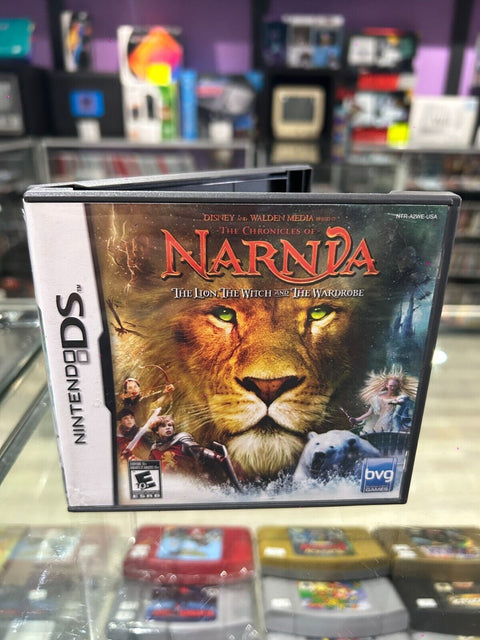 DISNEY AND WALDEN MEDIA PRESENT
NTR-A2WE-USA
THE CHRONICLES OF
NARNIA
THE LION, THE WITCH AND THE WARDROBE
NINTENDO DS™
E
ESRB
bvg
GAMES